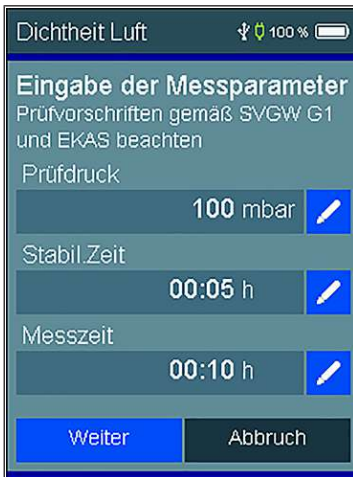 Dichtheit Luft 100 %
Eingabe der Messparameter
Prüfvorschriften gemäß SVGW G1
und EKAS beachten
Prüfdruck
100 mbar
Stabil.Zeit
00:05 h
Messzeit
00:10 h
Weiter Abbruch